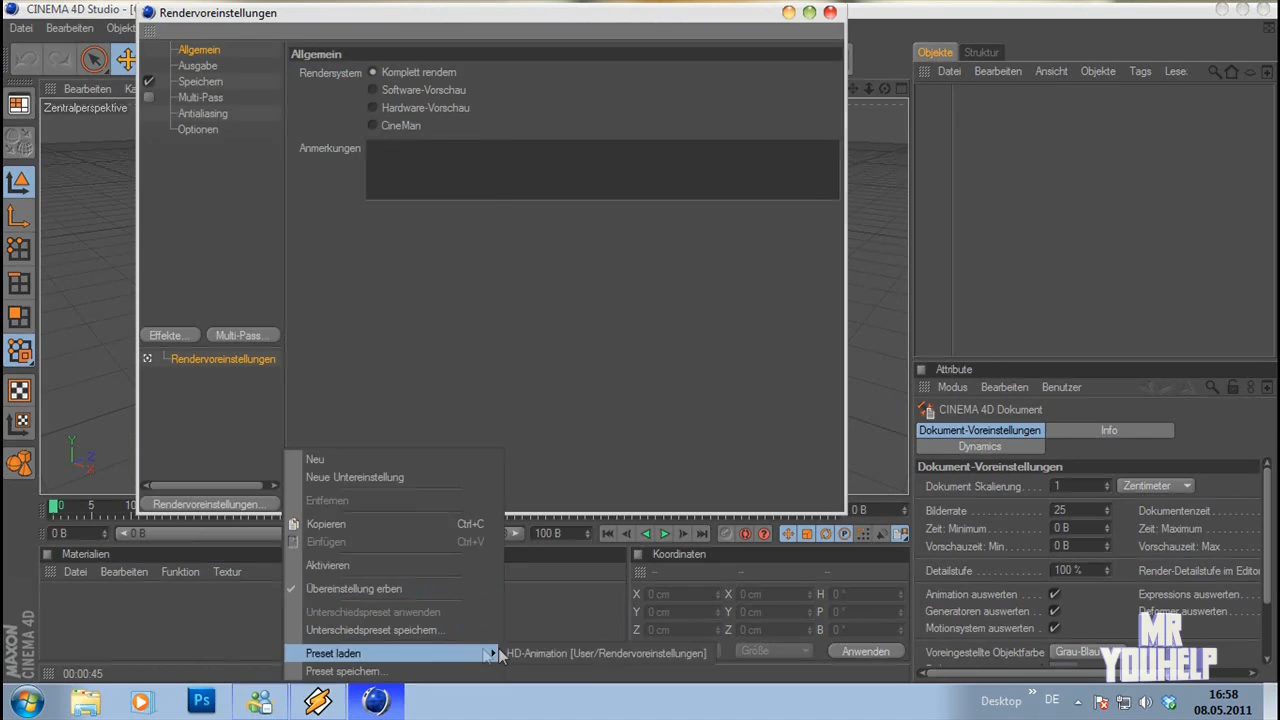 CINEMA 4D Studio - [
Rendervoreinstellungen
Datei Bearbeiten Objekt
Allgemein
Ausgabe
Speichern
Multi-Pass
Antialiasing
Optionen
Effekte... Multi-Pass...
Rendervoreinstellungen
Rendervoreinstellungen...
Allgemein
Rendersystem Komplett rendern
Software-Vorschau
Hardware-Vorschau
CineMan
Anmerkungen
Bearbeiten Ka
Zentralperspektive
Y
Z
X
Neu
Neue Untereinstellung
Entfernen
Kopieren Ctrl+C
Einfügen Ctrl+V
Aktivieren
Übereinstellung erben
Unterschiedspreset anwenden
Unterschiedspreset speichern...
Preset laden
Preset speichern...
HD-Animation [User/Rendervoreinstellungen]
0 5 10
0 B
0 B 0 B 100 B
Materialien
Datei Bearbeiten Funktion Textur
Koordinaten
-- -- --
X 0 cm X 0 cm H 0 °
Y 0 cm Y 0 cm P 0 °
Z 0 cm Z 0 cm B 0 °
Größe Anwenden
Objekte Struktur
Datei Bearbeiten Ansicht Objekte Tags Lese:
Attribute
Modus Bearbeiten Benutzer
CINEMA 4D Dokument
Dokument-Voreinstellungen Info
Dynamics
Dokument-Voreinstellungen
Dokument Skalierung 1 Zentimeter
Bilderate 25 Dokumentenzeit
Zeit: Minimum 0 B Zeit: Maximum
Vorschauzeit: Min 0 B Vorschauzeit: Max
Detailstufe 100 % Render-Detailstufe im Editor
Animation auswerten Expressions auswerten
Generatoren auswerten Deformer auswerten
Motionsystem auswerten
Voreingestellte Objektfarbe Grau-Blau
MR
YOUHELP
MAXON
CINEMA 4D
00:00:45
Ps
Desktop » DE
16:58
08.05.2011